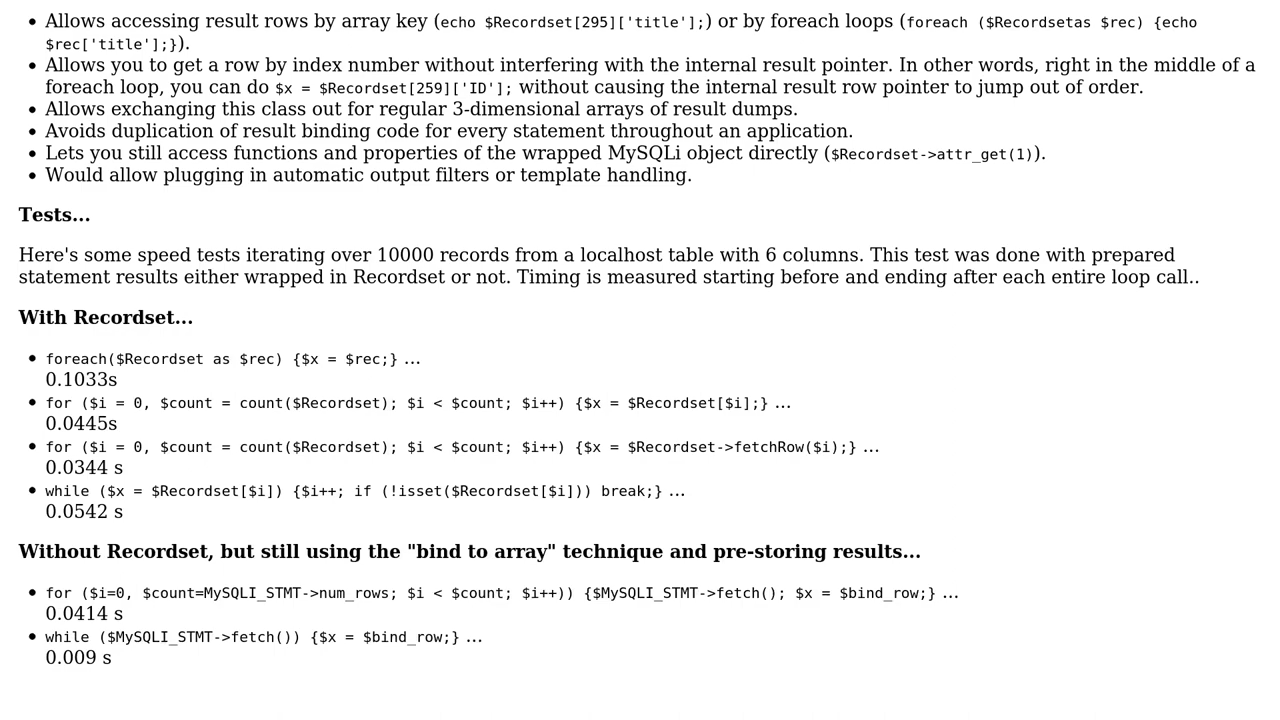 Allows accessing result rows by array key (echo $Recordset[295]['title'];) or by foreach loops (foreach ($Recordsetas $rec) {echo
$rec['title'];}).
Allows you to get a row by index number without interfering with the internal result pointer. In other words, right in the middle of a
foreach loop, you can do $x = $Recordset[259]['ID']; without causing the internal result row pointer to jump out of order.
Allows exchanging this class out for regular 3-dimensional arrays of result dumps.
Avoids duplication of result binding code for every statement throughout an application.
Lets you still access functions and properties of the wrapped MySQLi object directly ($Recordset->attr_get(1)).
Would allow plugging in automatic output filters or template handling.
Tests...
Here's some speed tests iterating over 10000 records from a localhost table with 6 columns. This test was done with prepared
statement results either wrapped in Recordset or not. Timing is measured starting before and ending after each entire loop call..
With Recordset...
foreach($Recordset as $rec) {$x = $rec;} ...
0.1033s
for ($i = 0, $count = count($Recordset); $i < $count; $i++) {$x = $Recordset[$i];} ...
0.0445s
for ($i = 0, $count = count($Recordset); $i < $count; $i++) {$x = $Recordset->fetchRow($i);} ...
0.0344 s
while ($x = $Recordset[$i]) {$i++; if (!isset($Recordset[$i])) break;} ...
0.0542 s
Without Recordset, but still using the "bind to array" technique and pre-storing results...
for ($i=0, $count=MySQLI_STMT->num_rows; $i < $count; $i++)) {$MySQLI_STMT->fetch(); $x = $bind_row;} ...
0.0414 s
while ($MySQLI_STMT->fetch()) {$x = $bind_row;} ...
0.009 s